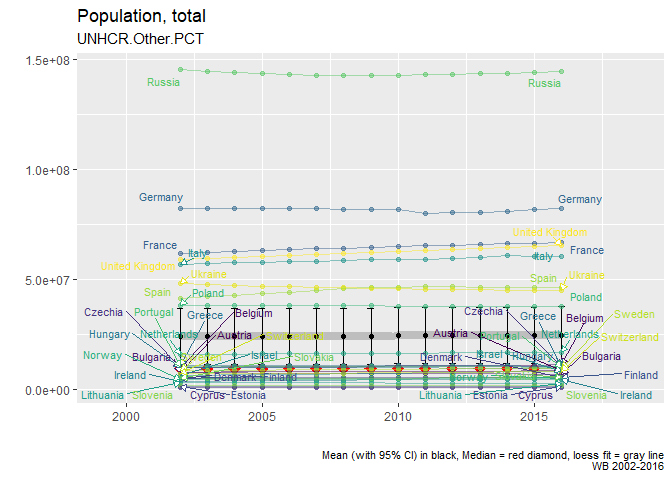 Population, total
UNHCR.Other.PCT
1.5e+08
Russia
Russia
1.0e+08
Germany
Germany
United Kingdom
France
Italy
France
Italy
United Kingdom
Ukraine
Ukraine
Spain
Spain
5.0e+07
Poland
Poland
Czechia
Portugal
Greece
Belgium
Czechia
Greece
Belgium
Sweden
Hungary
Netherlands
Austria
Switzerland
Austria
Portugal
Netherlands
Switzerland
Norway
Bulgaria
Sweden
Israel
Slovakia
Denmark
Israel
Hungary
Bulgaria
Ireland
Denmark
Finland
Norway
Finland
0.0e+00
Lithuania
Slovenia
Cyprus
Estonia
Lithuania
Estonia
Cyprus
Slovenia
Ireland
2000
2005
2010
2015
Mean (with 95% CI) in black, Median = red diamond, loess fit = gray line
WB 2002-2016